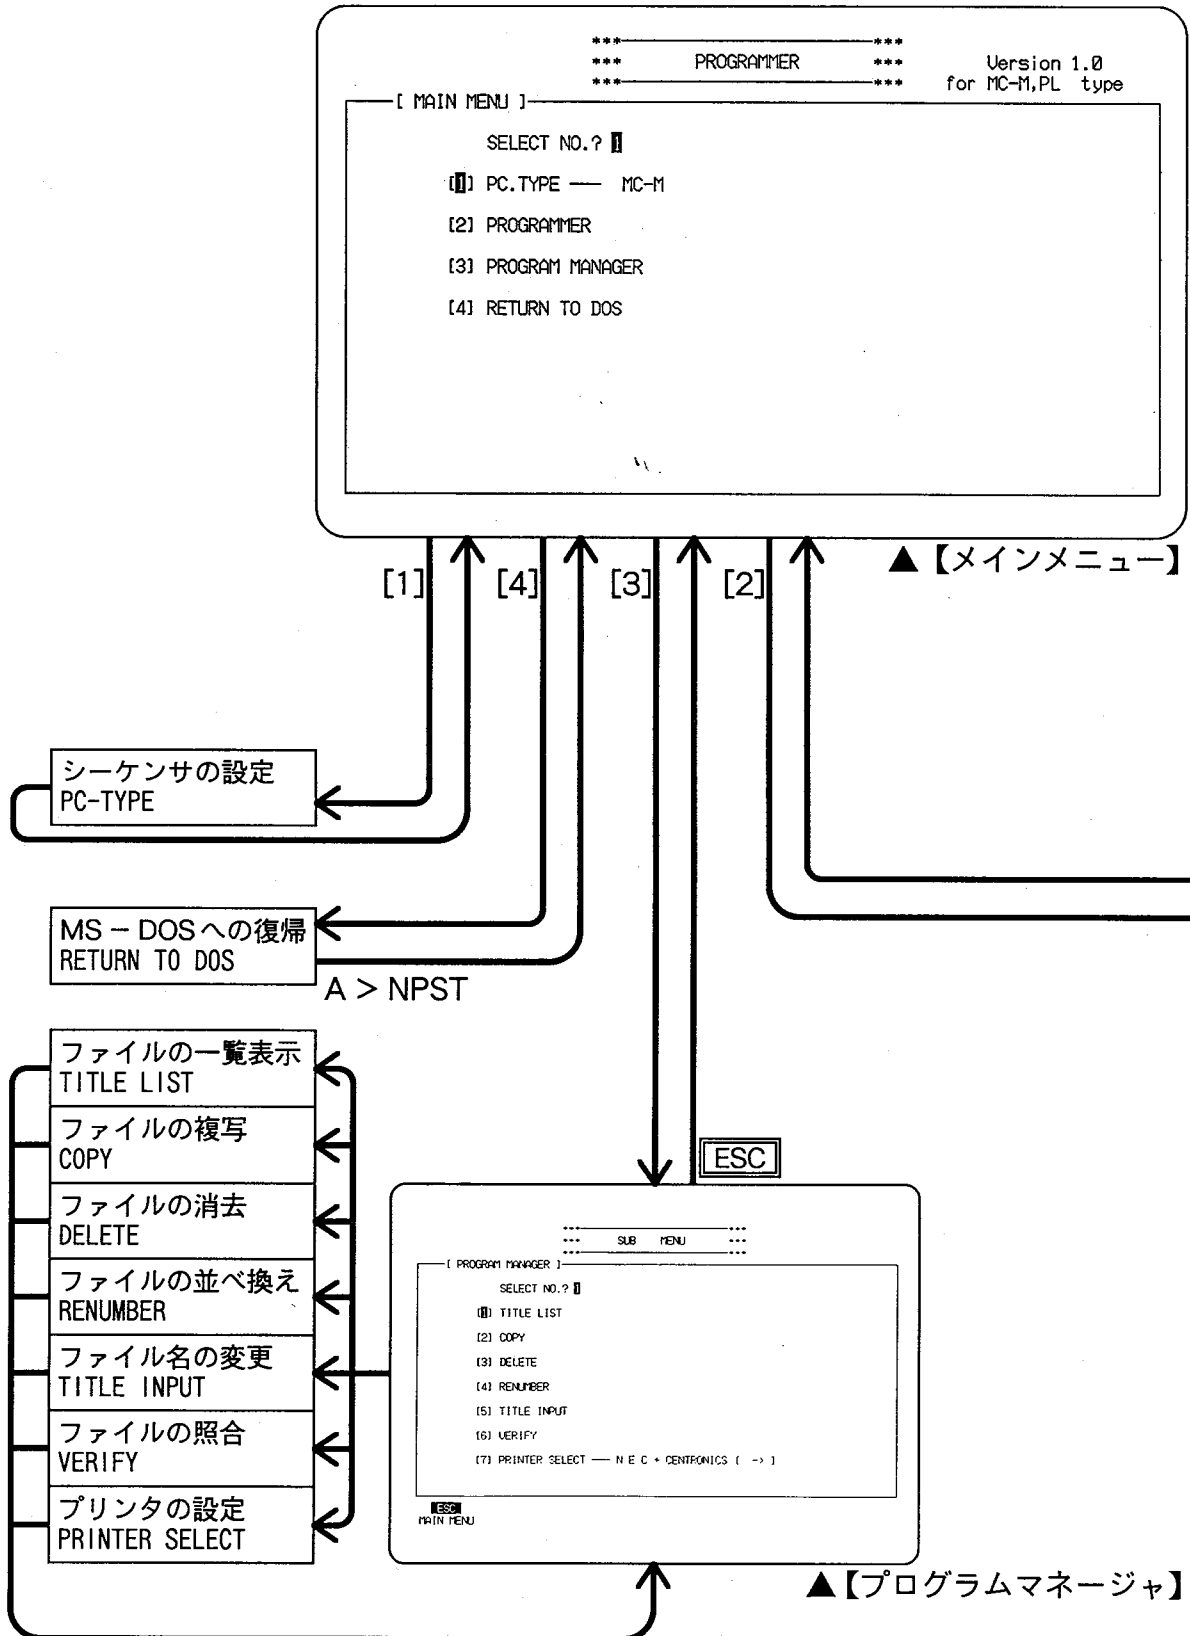 *** ***
*** PROGRAMMER *** Version 1.0
*** *** for MC-M,PL type
[ MAIN MENU ]
SELECT NO.? 1
[1] PC.TYPE ── MC-M
[2] PROGRAMMER
[3] PROGRAM MANAGER
[4] RETURN TO DOS
▲【メインメニュー】
[1] [4] [3] [2]
シーケンサの設定
PC-TYPE
MS－DOSへの復帰
RETURN TO DOS
A > NPST
ファイルの一覧表示
TITLE LIST
ファイルの複写
COPY
ファイルの消去
DELETE
ファイルの並べ換え
RENUMBER
ファイル名の変更
TITLE INPUT
ファイルの照合
VERIFY
プリンタの設定
PRINTER SELECT
ESC
*** ***
*** SUB MENU ***
*** ***
[ PROGRAM MANAGER ]
SELECT NO.? 1
[1] TITLE LIST
[2] COPY
[3] DELETE
[4] RENUMBER
[5] TITLE INPUT
[6] VERIFY
[7] PRINTER SELECT ── N E C + CENTRONICS [ -> ]
ESC
MAIN MENU
▲【プログラムマネージャ】